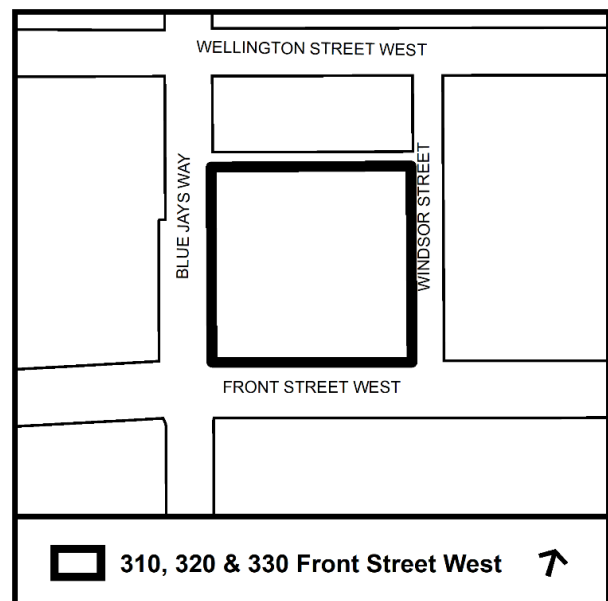 WELLINGTON STREET WEST
BLUE JAYS WAY
WINDSOR STREET
FRONT STREET WEST
310, 320 & 330 Front Street West